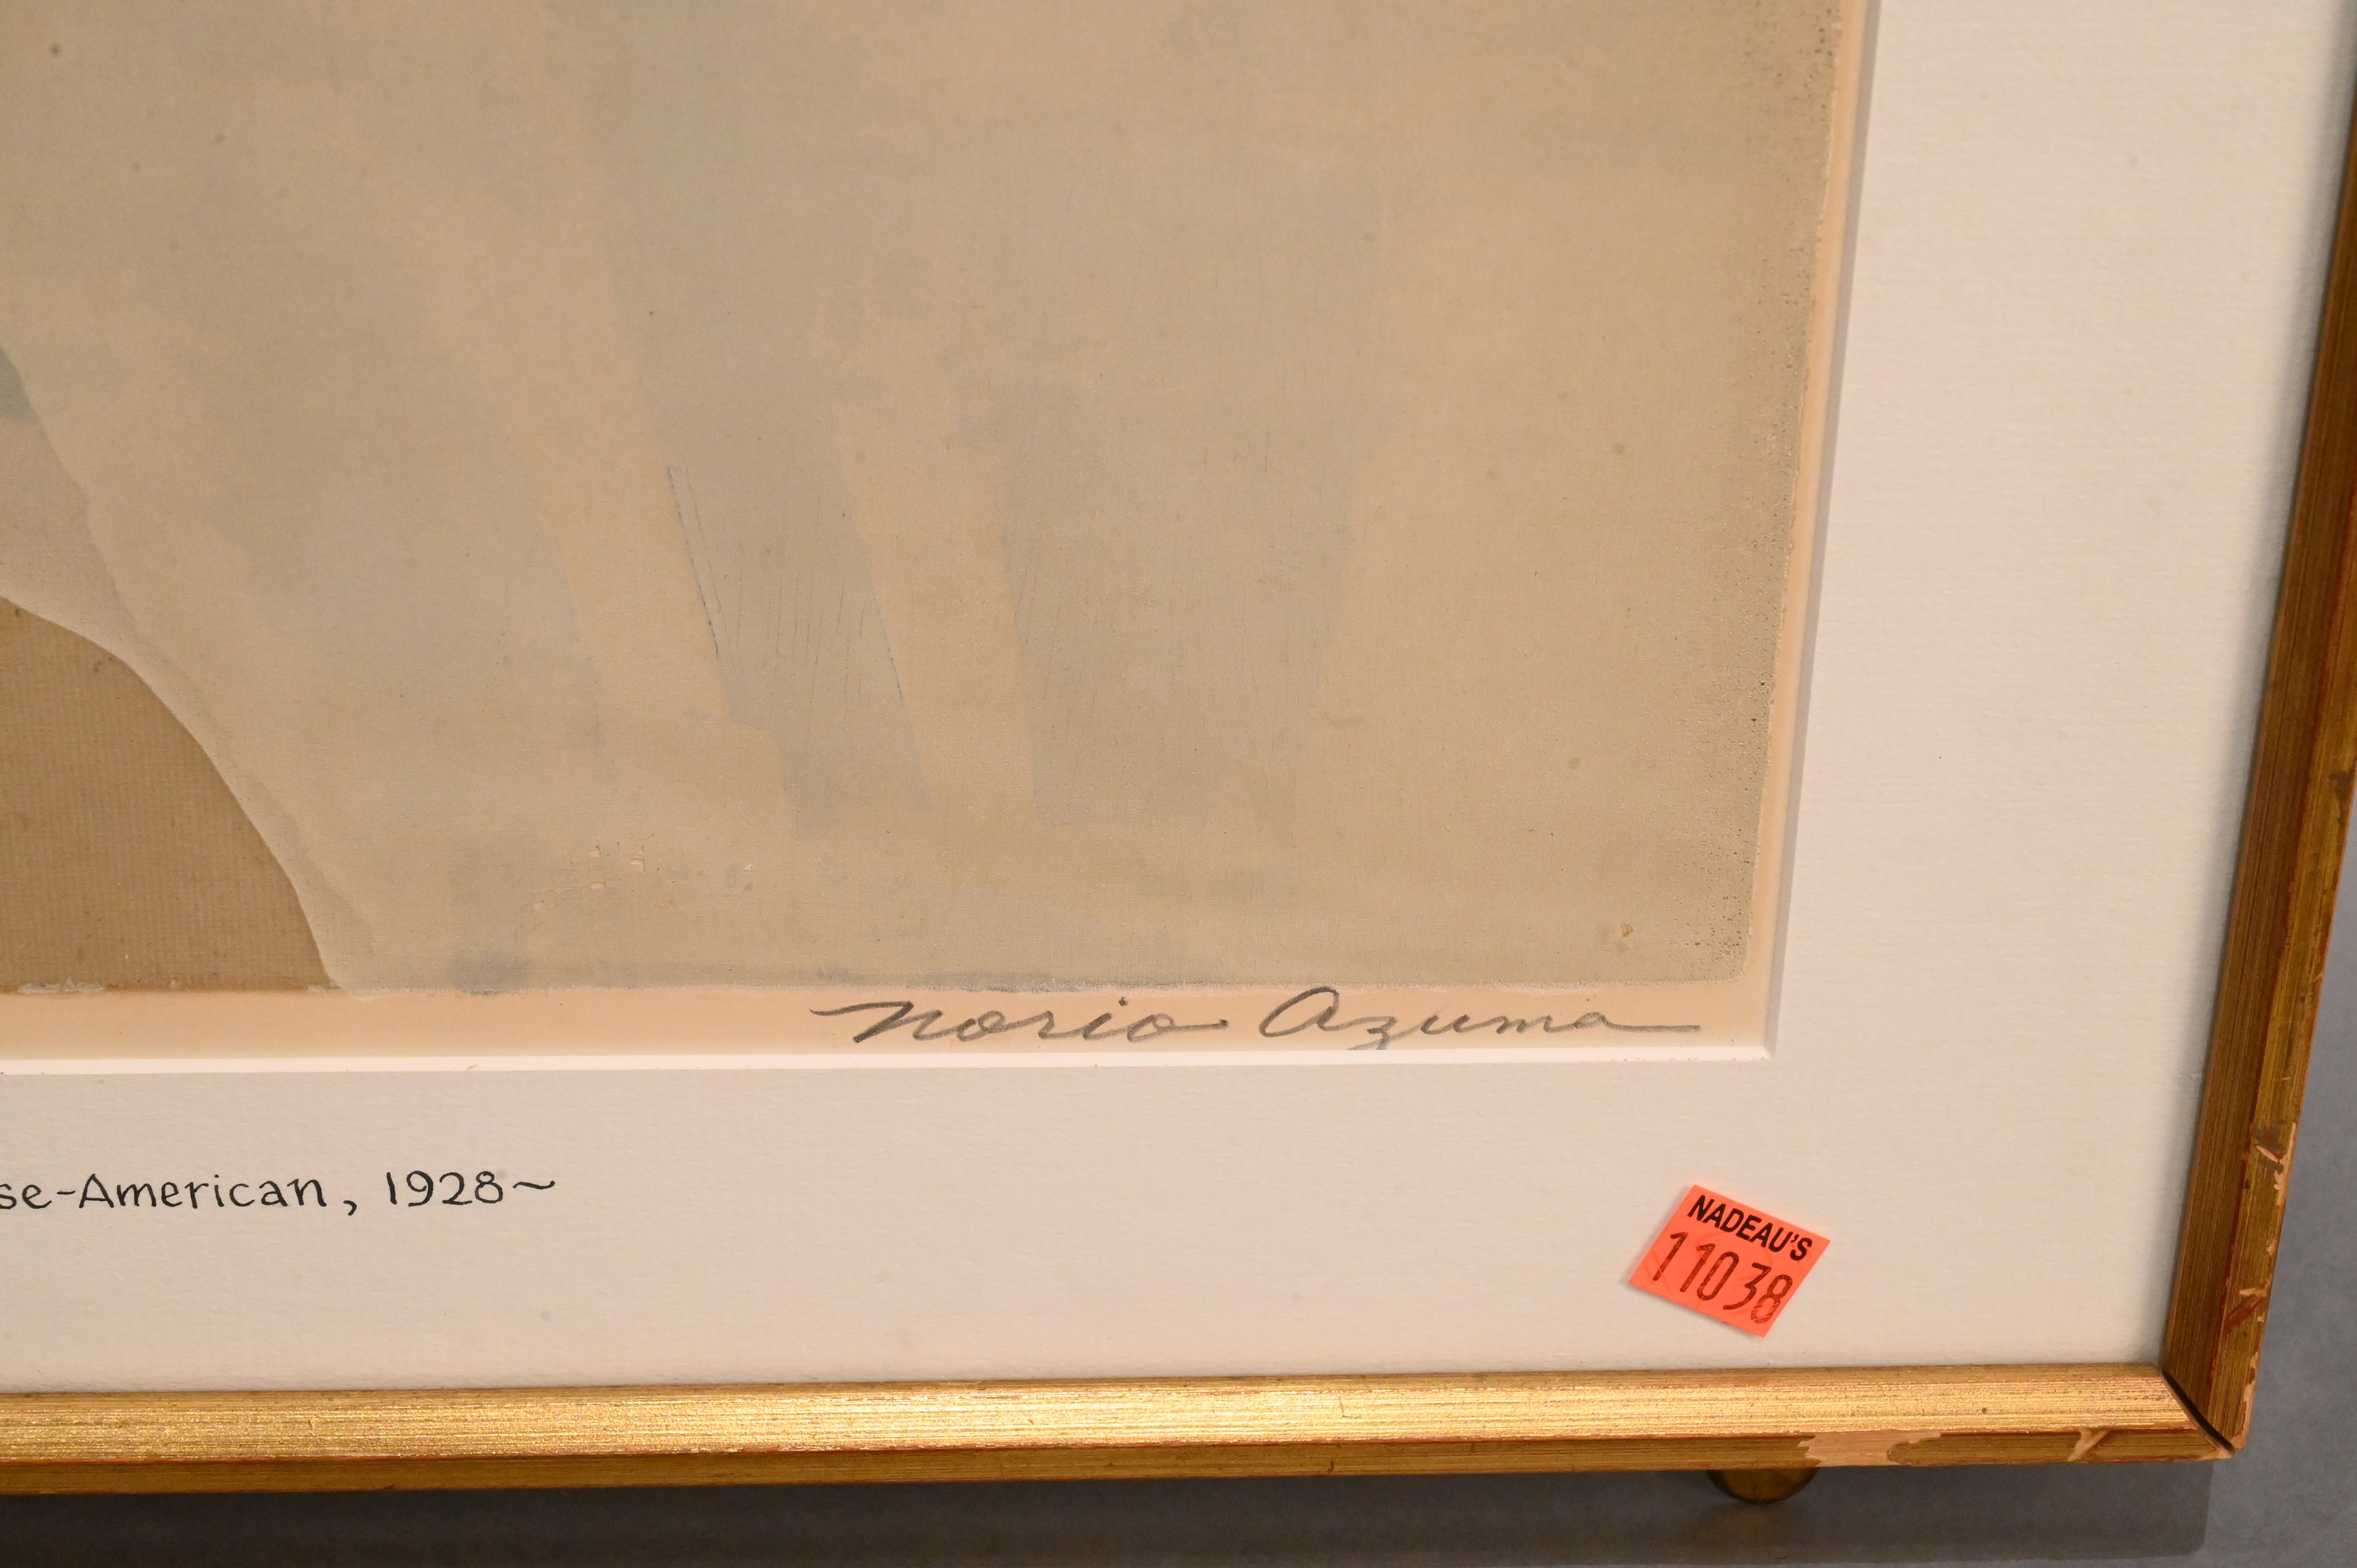 Norio Azuma
se-American, 1928~
NADEAU'S
11038